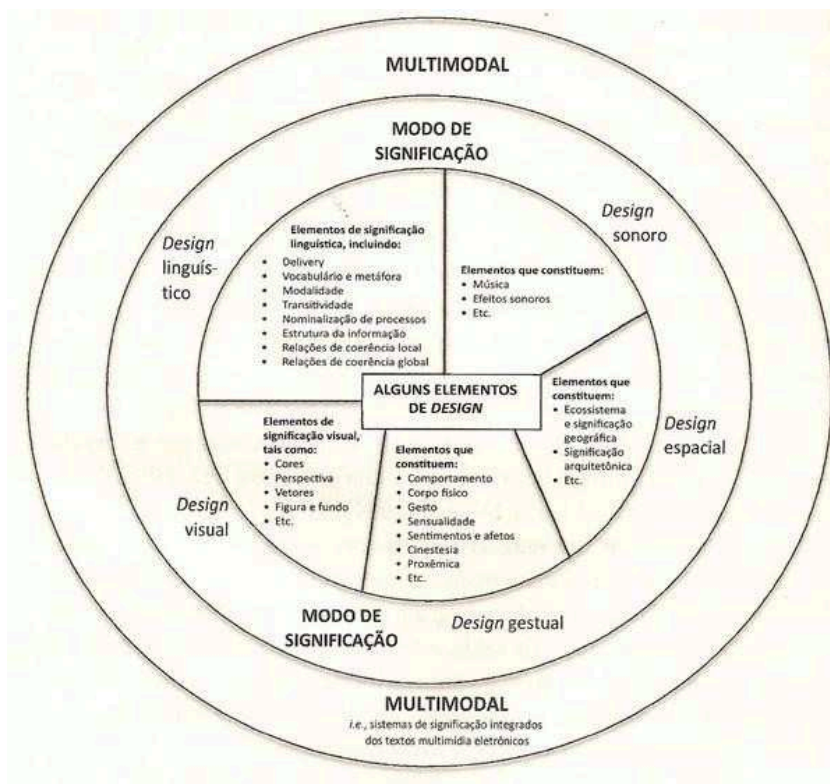 MULTIMODAL
MODO DE
SIGNIFICAÇÃO
Design
linguís-
tico
Elementos de significação
linguística, incluindo:
• Delivery
• Vocabulário e metáfora
• Modalidade
• Transitividade
• Nominalização de processos
• Estrutura da informação
• Relações de coerência local
• Relações de coerência global
Design
sonoro
Elementos que constituem:
• Música
• Efeitos sonoros
• Etc.
ALGUNS ELEMENTOS
DE DESIGN
Elementos que
constituem:
• Ecossistema
e significação
geográfica
• Significação
arquitetônica
• Etc.
Design
espacial
Elementos de
significação visual,
tais como:
• Cores
• Perspectiva
• Vetores
• Figura e fundo
• Etc.
Design
visual
Elementos que
constituem:
• Comportamento
• Corpo físico
• Gesto
• Sensualidade
• Sentimentos e afetos
• Cinestesia
• Proxêmica
• Etc.
Design gestual
MODO DE
SIGNIFICAÇÃO
MULTIMODAL
i.e., sistemas de significação integrados
dos textos multimídia eletrônicos